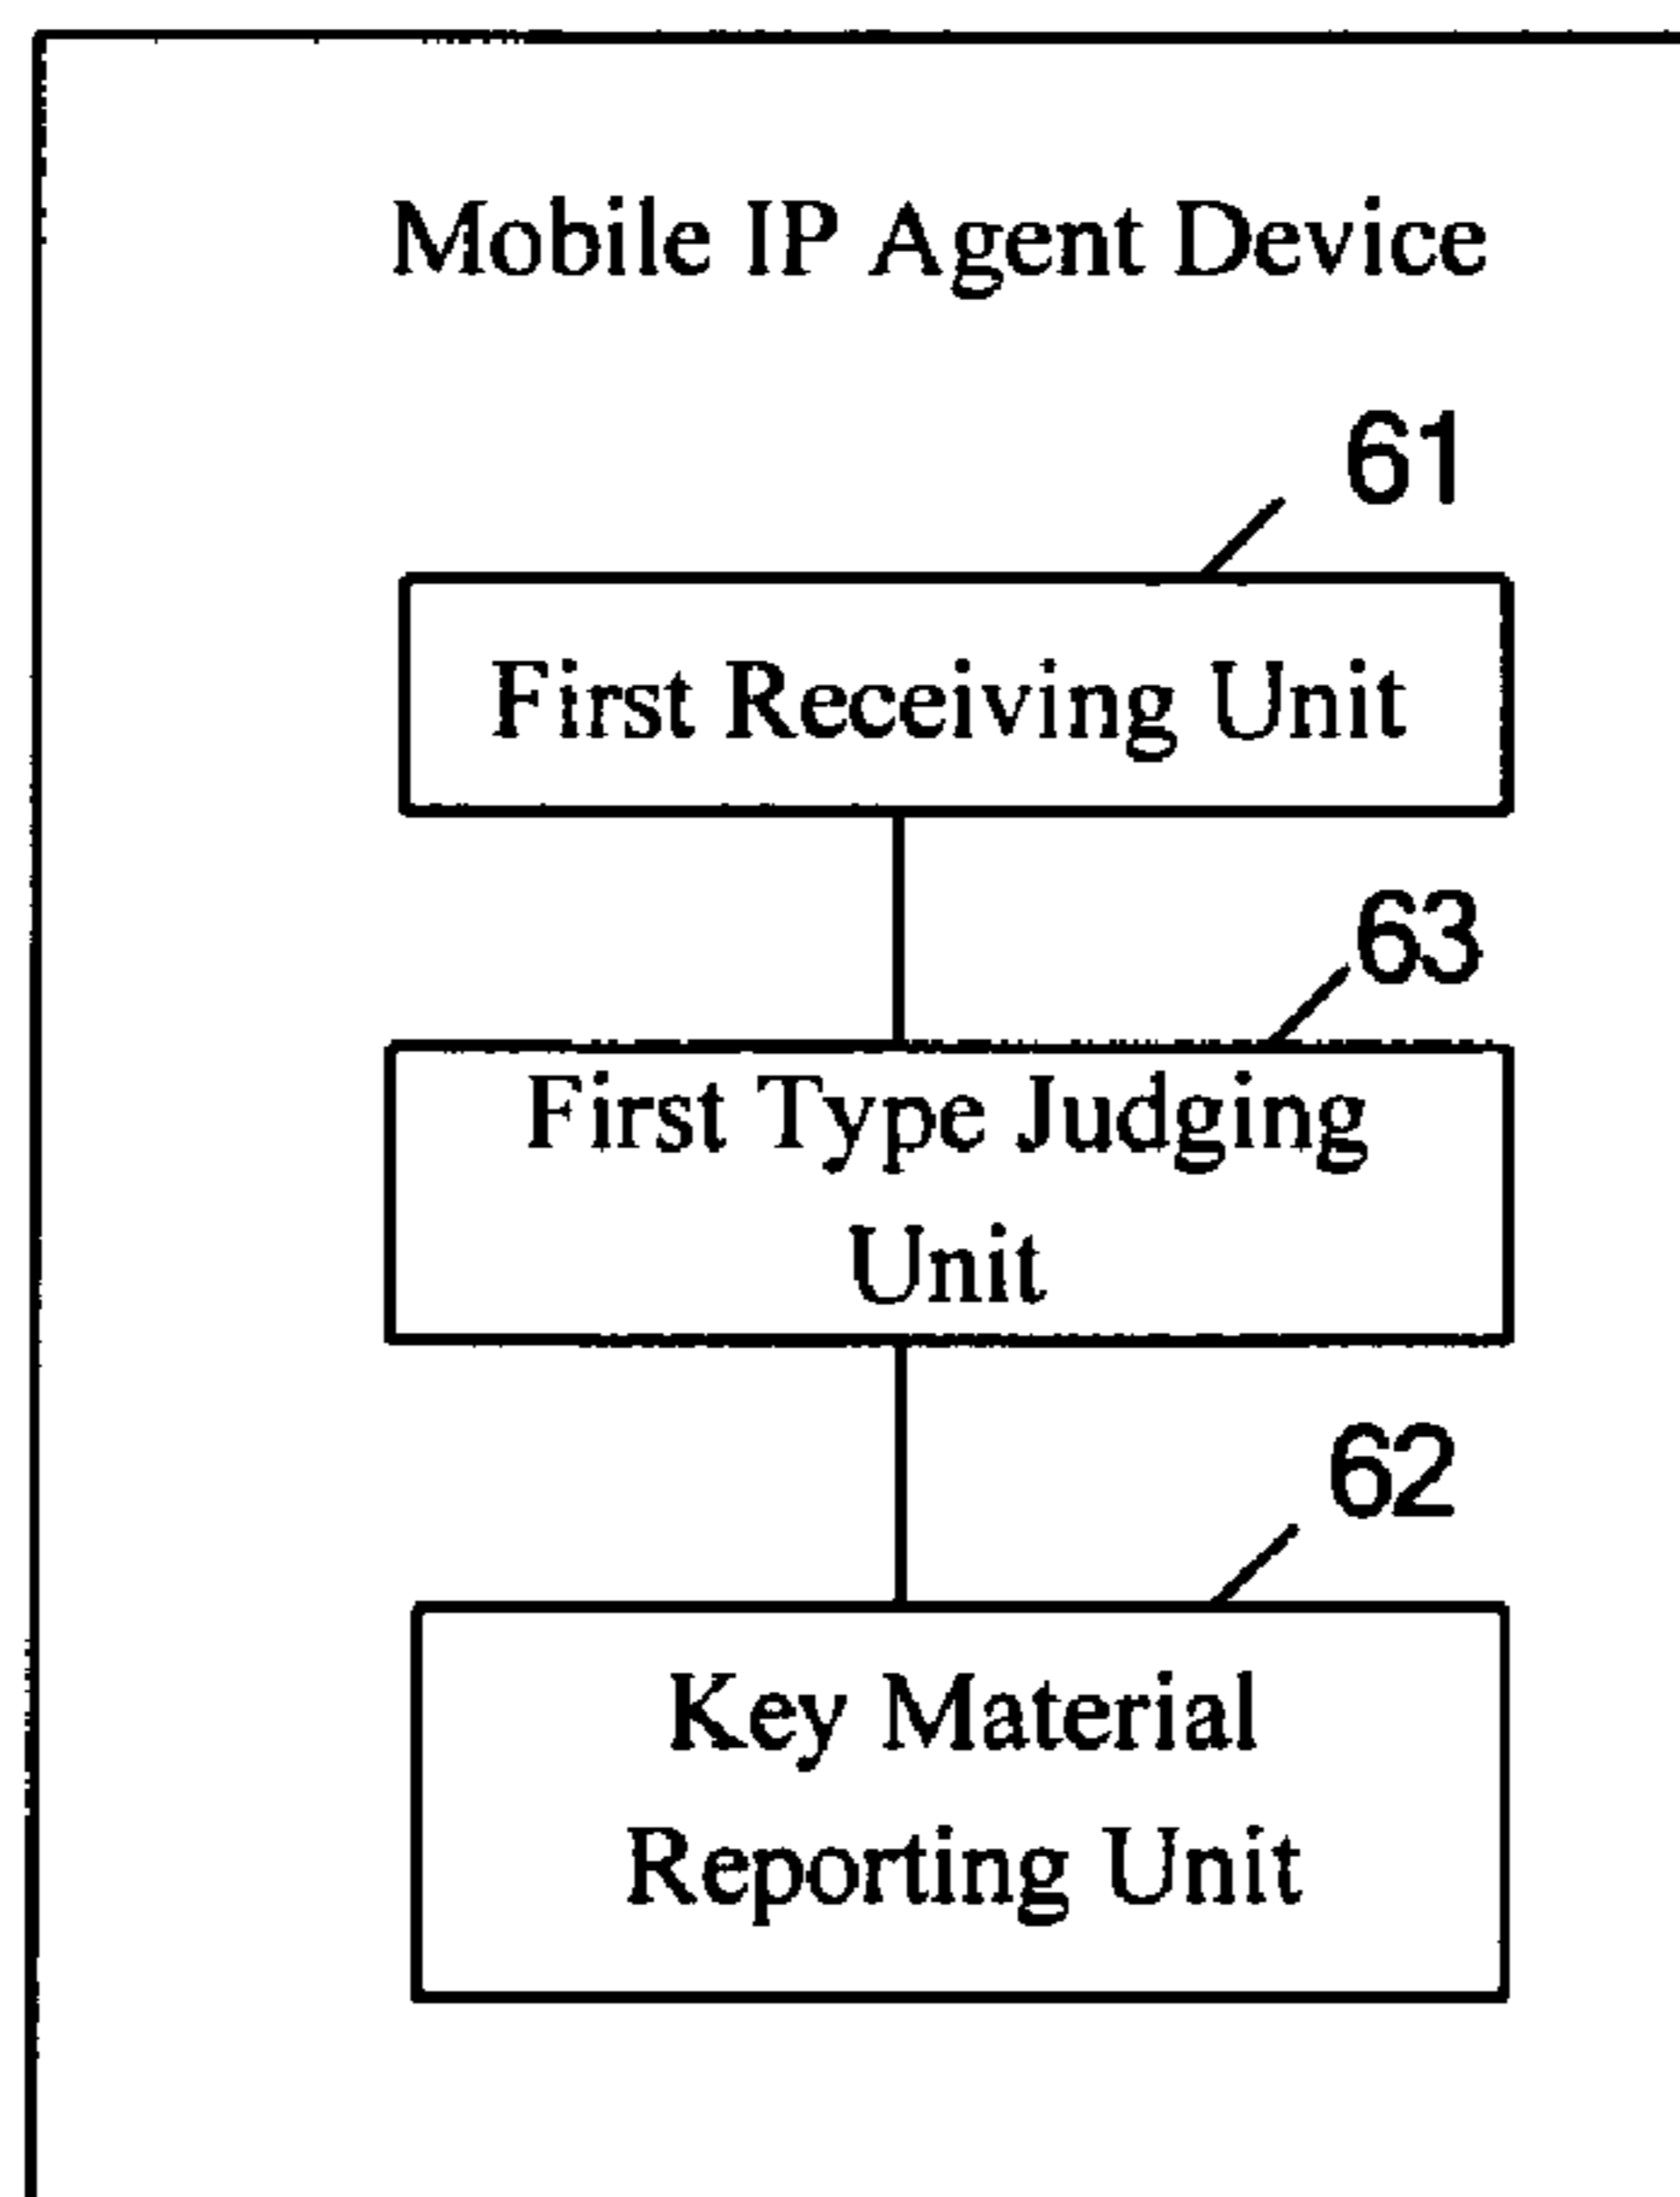 Mobile IP Agent Device
61
First Receiving Unit
63
First Type Judging
Unit
62
Key Material
Reporting Unit